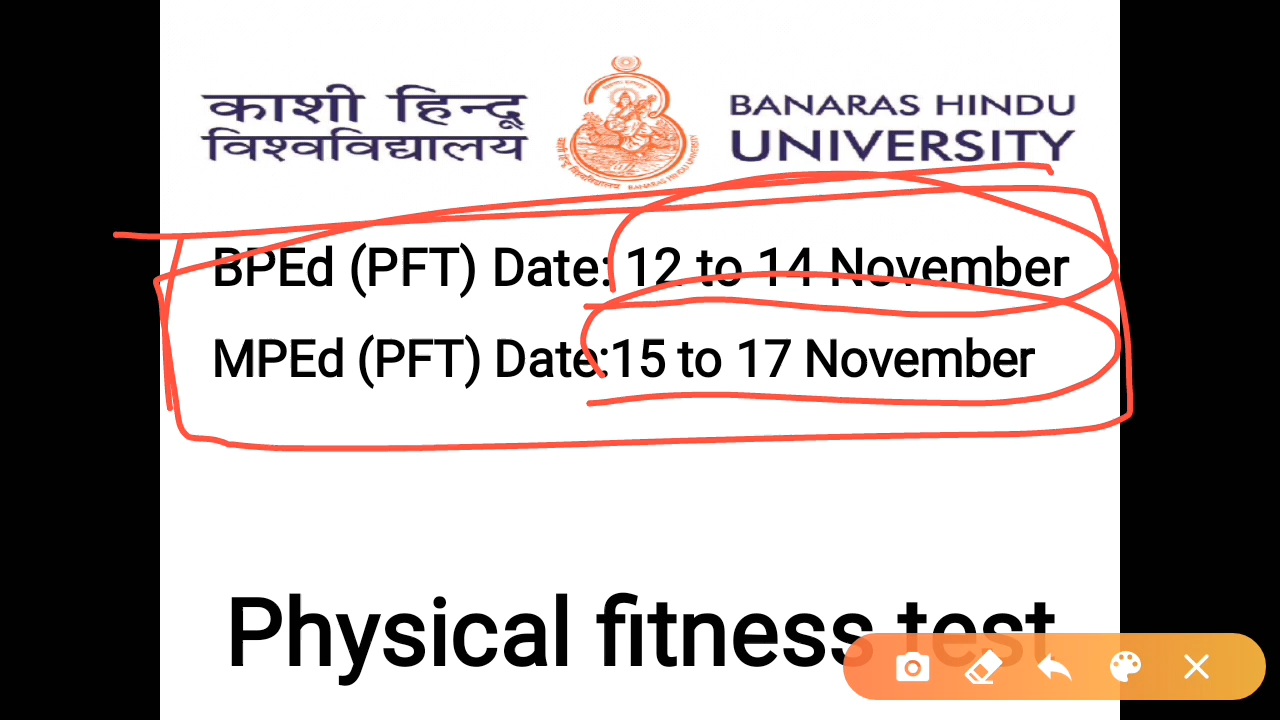 काशी हिन्दू
विश्वविद्यालय
BANARAS HINDU
UNIVERSITY
BPEd (PFT) Date: 12 to 14 November
MPEd (PFT) Date:15 to 17 November
Physical fitness test